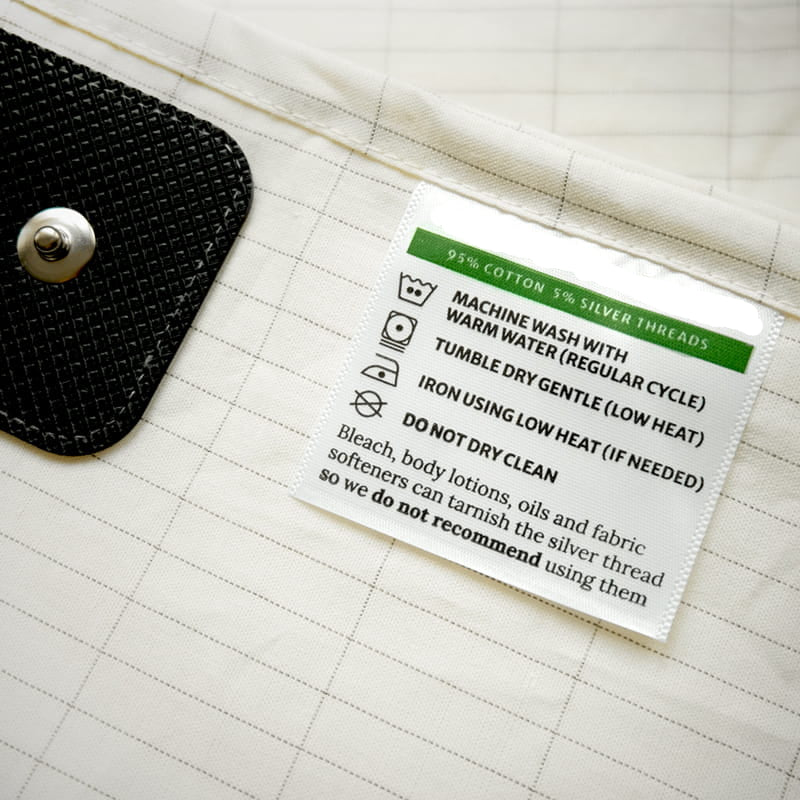 95% COTTON 5% SILVER THREADS
MACHINE WASH WITH
WARM WATER (REGULAR CYCLE)
TUMBLE DRY GENTLE (LOW HEAT)
IRON USING LOW HEAT (IF NEEDED)
DO NOT DRY CLEAN
Bleach, body lotions, oils and fabric
softeners can tarnish the silver thread
so we do not recommend using them